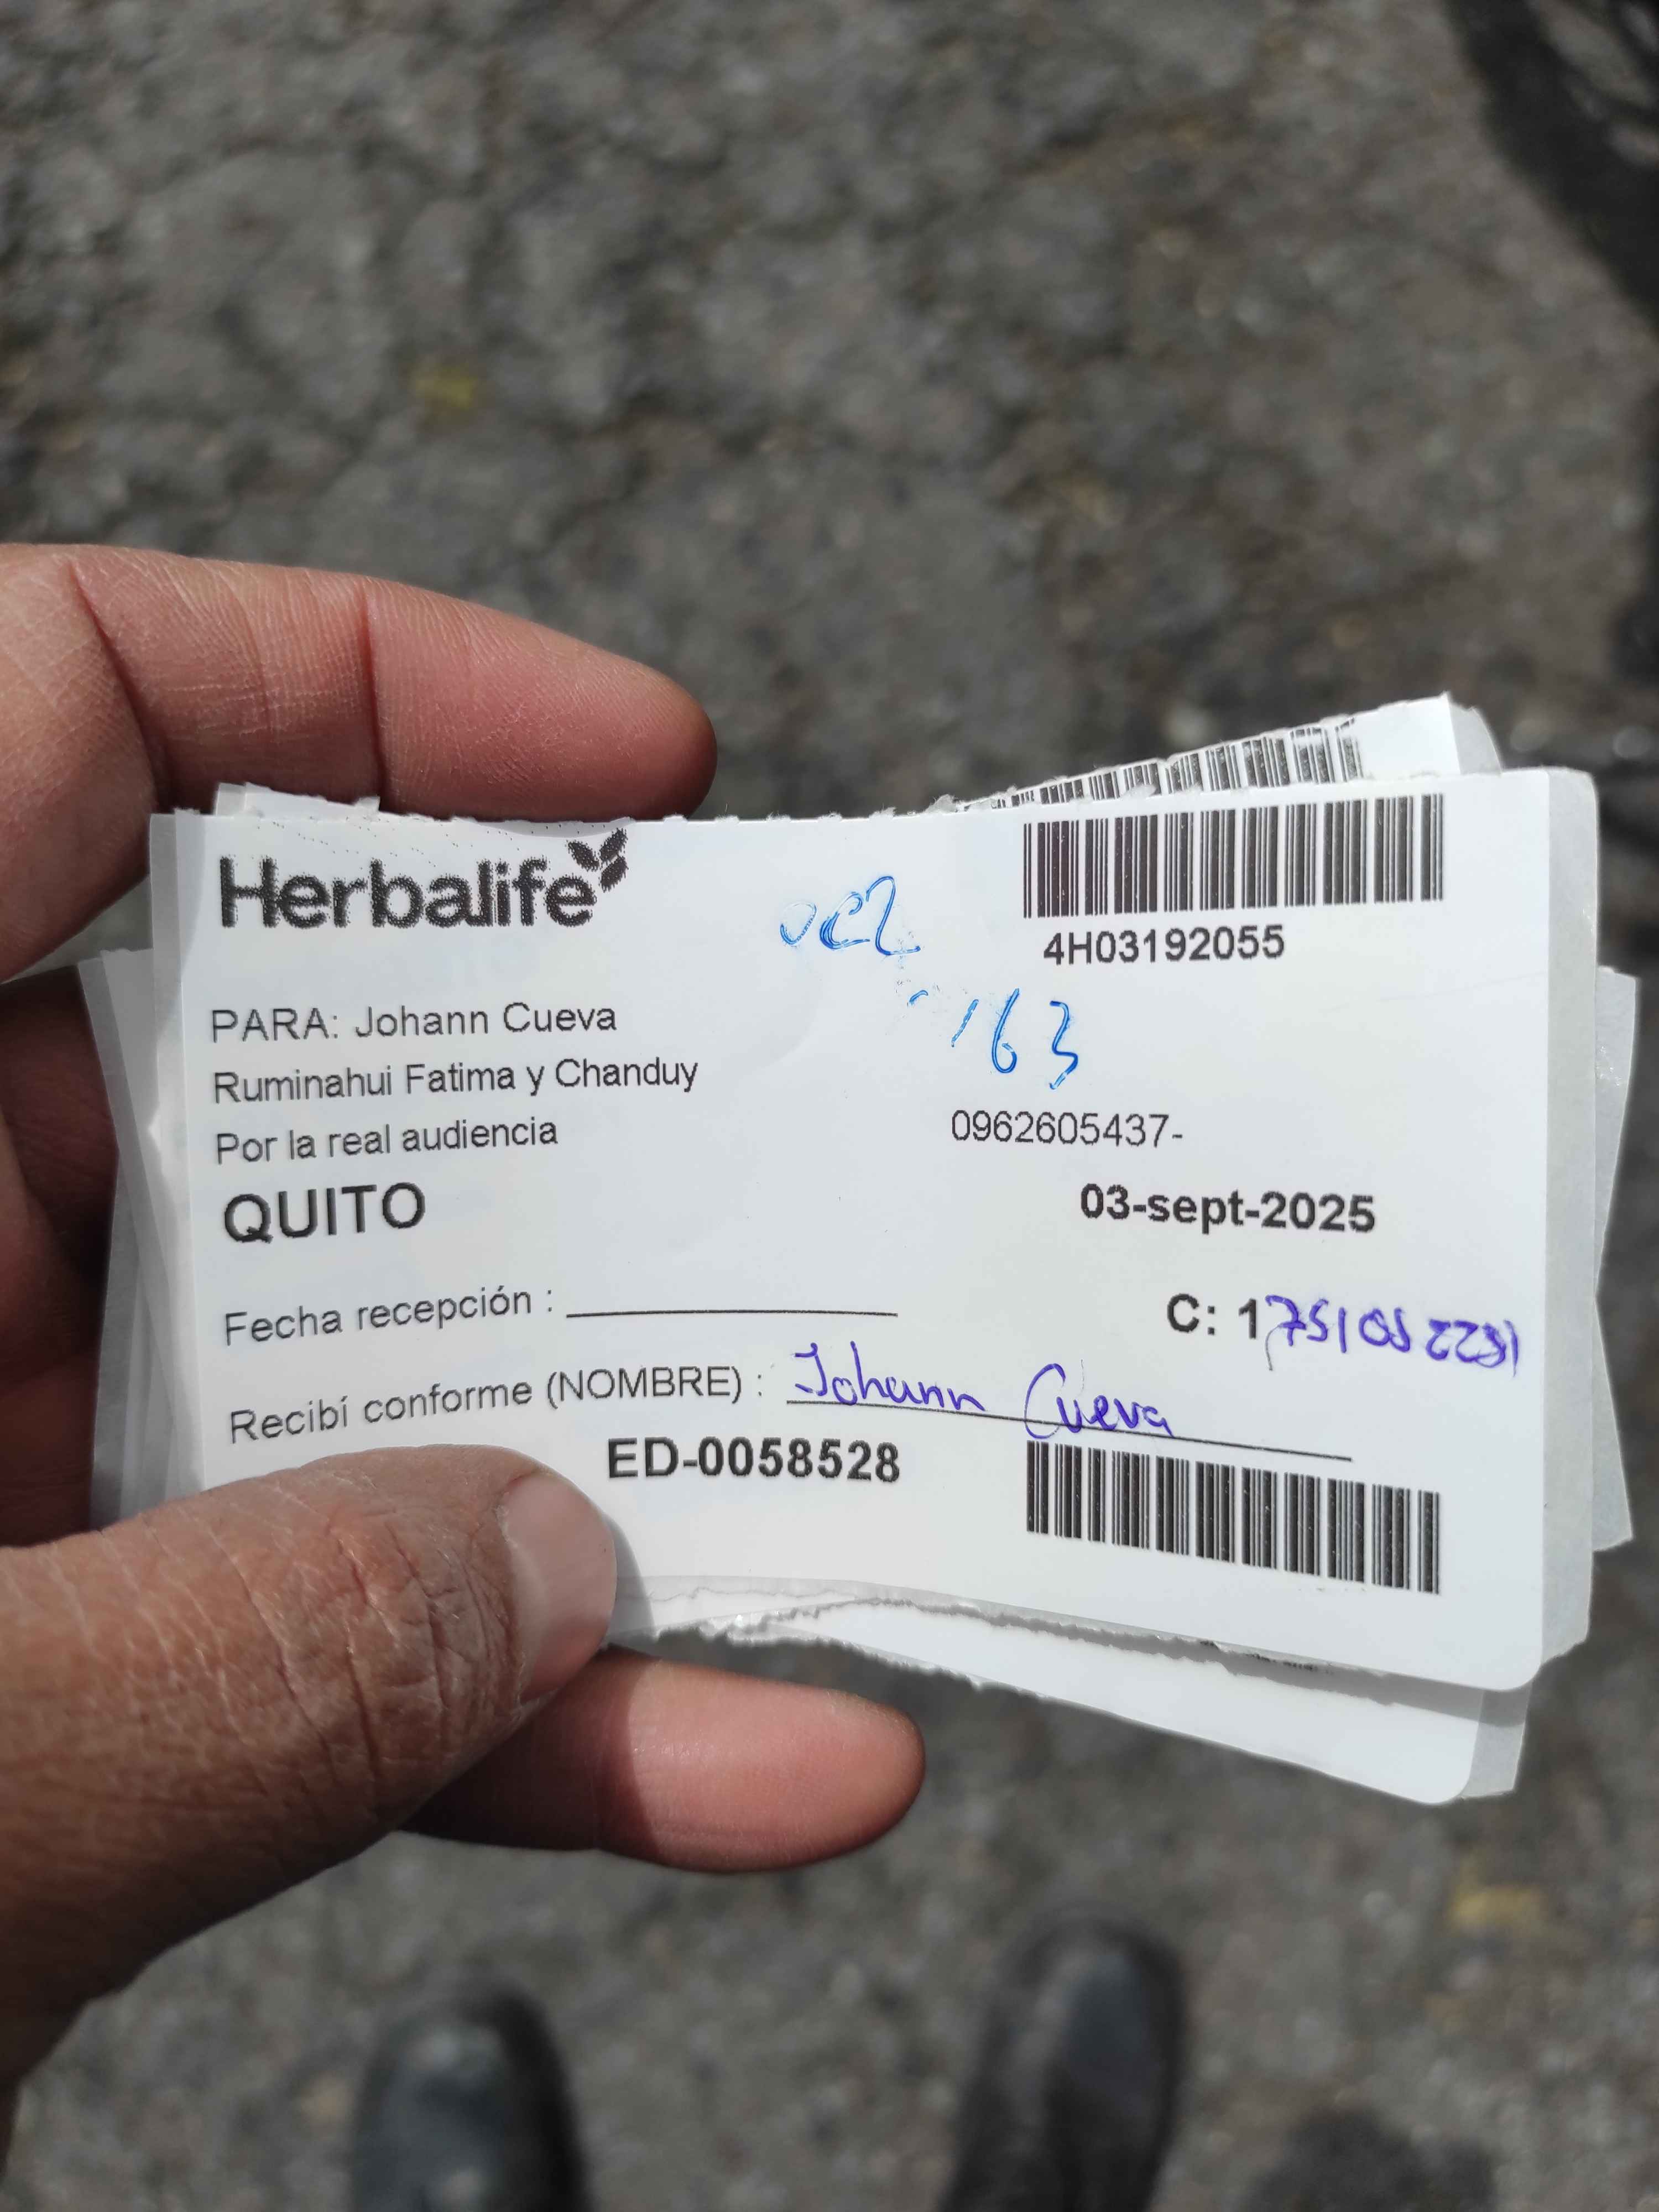 Herbalife
4H03192055
163
PARA: Johann Cueva
Ruminahui Fatima y Chanduy
Por la real audiencia
0962605437-
QUITO
03-sept-2025
Fecha recepción : 
C: 1
Recibí conforme (NOMBRE) : Johann Cueva
ED-0058528